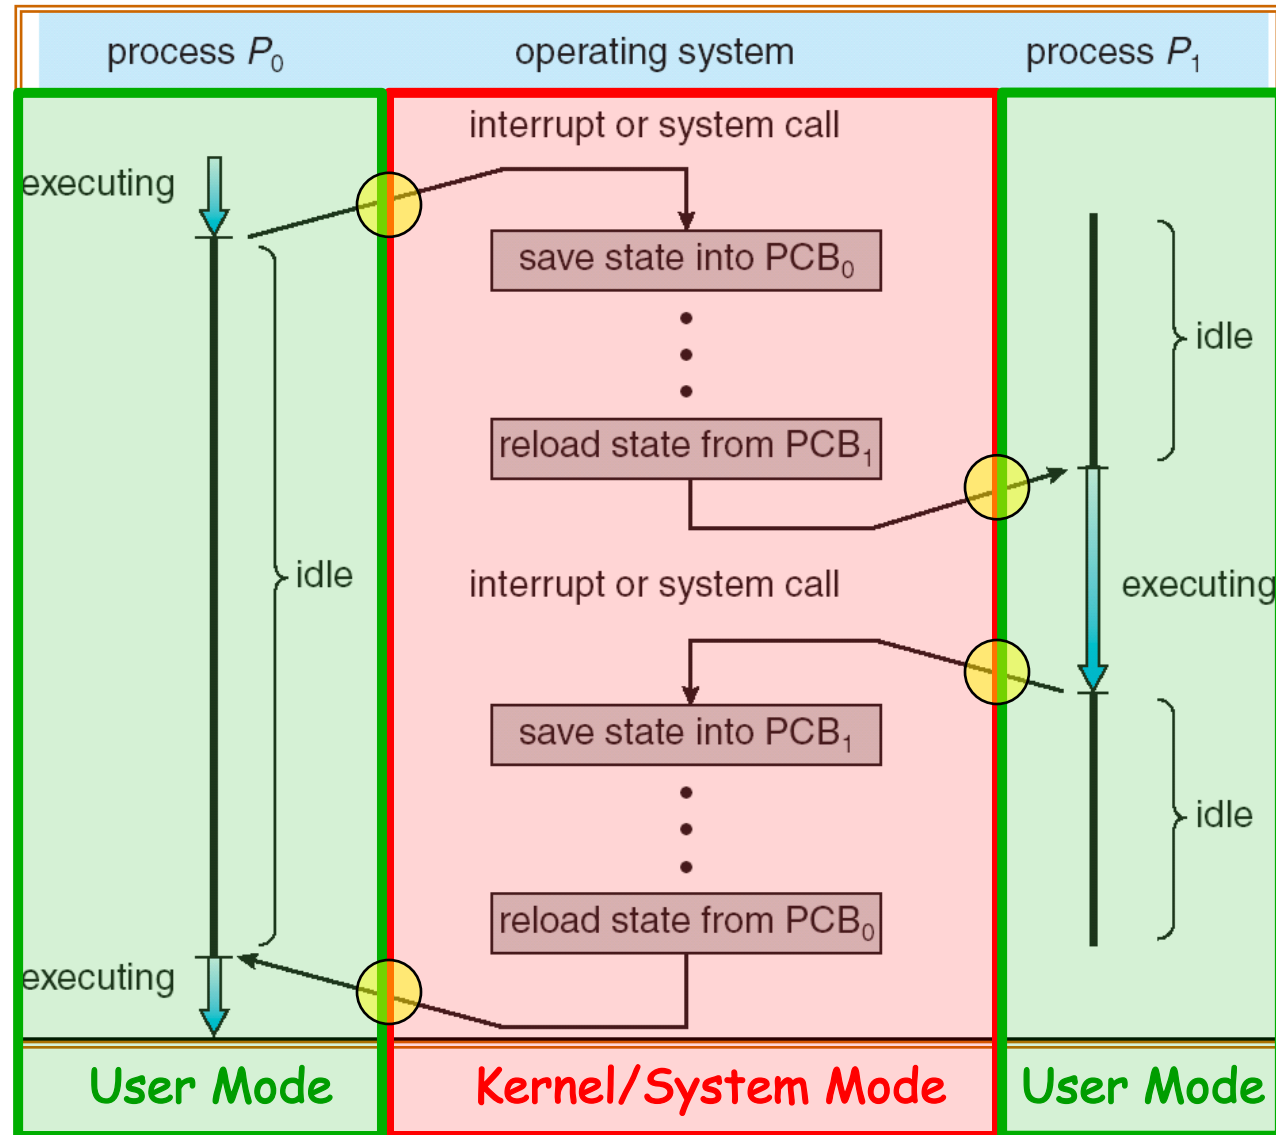 process P₀ operating system process P₁
interrupt or system call
executing
save state into PCB₀
idle
reload state from PCB₁
idle
interrupt or system call
executing
save state into PCB₁
idle
reload state from PCB₀
executing
User Mode Kernel/System Mode User Mode